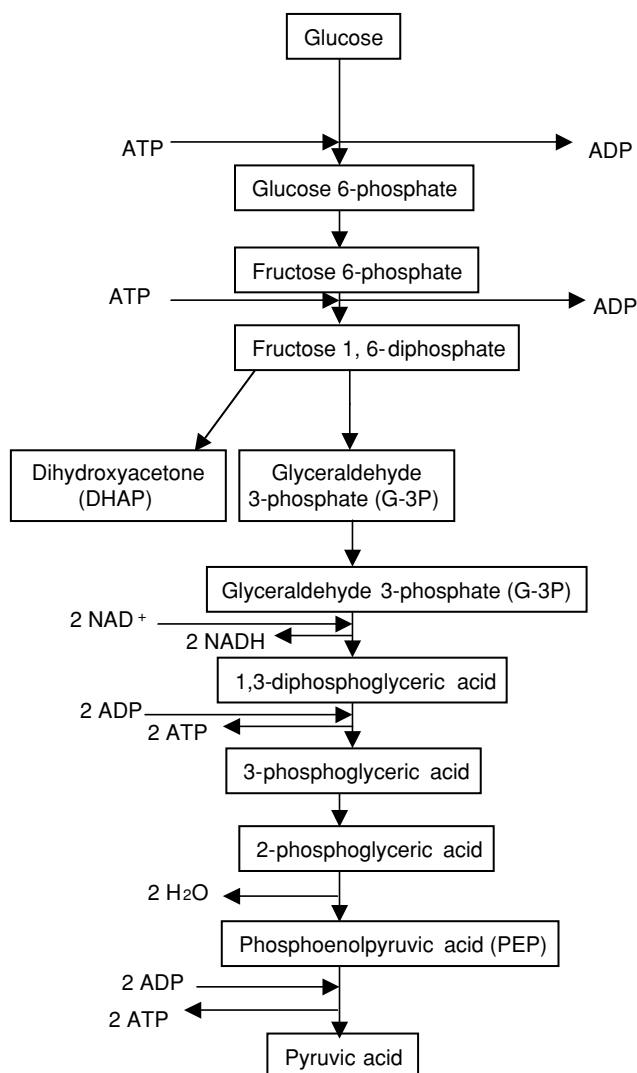 Glucose
ATP
ADP
Glucose 6-phosphate
Fructose 6-phosphate
ATP
ADP
Fructose 1, 6-diphosphate
Dihydroxyacetone
(DHAP)
Glyceraldehyde
3-phosphate (G-3P)
Glyceraldehyde 3-phosphate (G-3P)
2 NAD+
2 NADH
1,3-diphosphoglyceric acid
2 ADP
2 ATP
3-phosphoglyceric acid
2-phosphoglyceric acid
2 H2O
Phosphoenolpyruvic acid (PEP)
2 ADP
2 ATP
Pyruvic acid